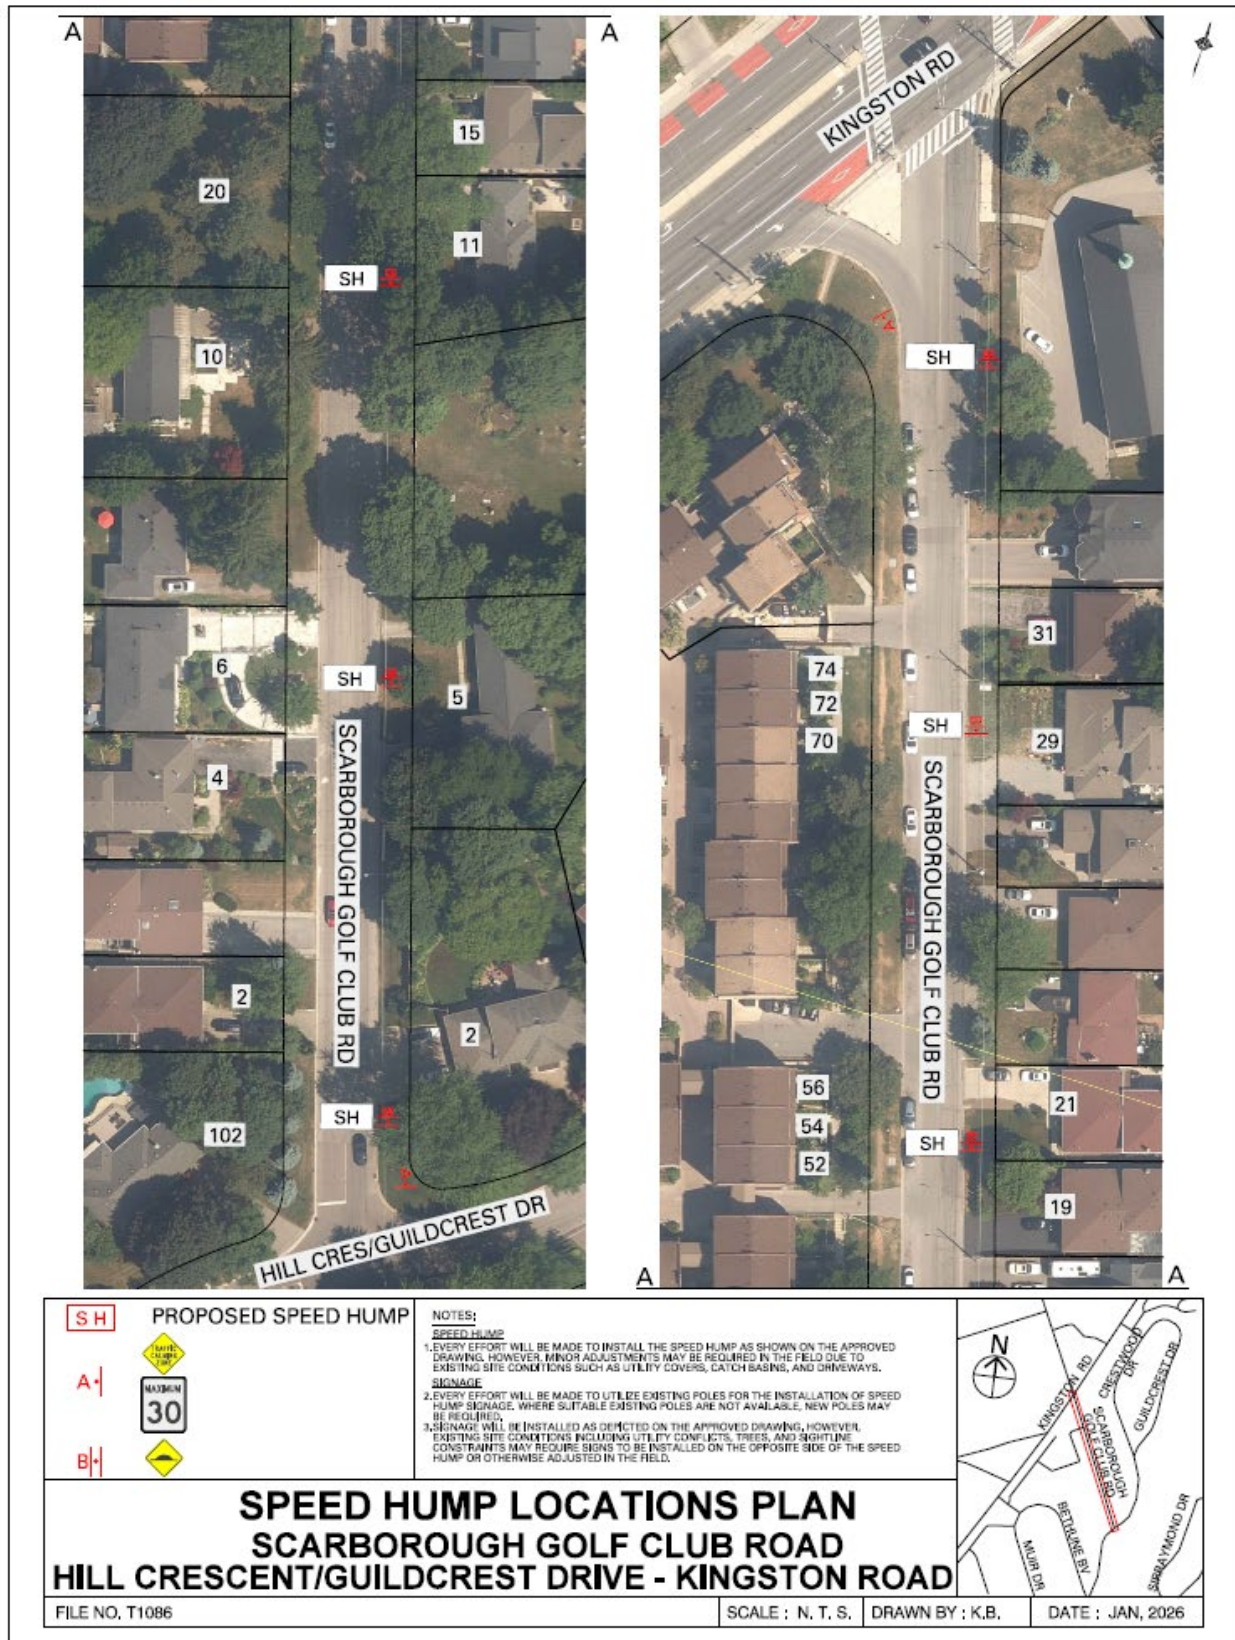 A
A
15
20
11
SH
10
6
SH
5
4
SCARBOROUGH GOLF CLUB RD
2
2
SH
102
HILL CRES/GUILDCREST DR
KINGSTON RD
SH
31
74
72
SH
29
70
SCARBOROUGH GOLF CLUB RD
56
21
54
SH
52
19
A
A
SH PROPOSED SPEED HUMP
TRAFFIC
CALMED
ZONE
A
MAXIMUM
30
B
NOTES:
SPEED HUMP
1.EVERY EFFORT WILL BE MADE TO INSTALL THE SPEED HUMP AS SHOWN ON THE APPROVED
DRAWING. HOWEVER, MINOR ADJUSTMENTS MAY BE REQUIRED IN THE FIELD DUE TO
EXISTING SITE CONDITIONS SUCH AS UTILITY COVERS, CATCH BASINS, AND DRIVEWAYS.
SIGNAGE
2.EVERY EFFORT WILL BE MADE TO UTILIZE EXISTING POLES FOR THE INSTALLATION OF SPEED
HUMP SIGNAGE. WHERE SUITABLE EXISTING POLES ARE NOT AVAILABLE, NEW POLES MAY
BE REQUIRED.
3.SIGNAGE WILL BE INSTALLED AS DEPICTED ON THE APPROVED DRAWING, HOWEVER,
EXISTING SITE CONDITIONS INCLUDING UTILITY CONFLICTS, TREES, AND SIGHTLINE
CONSTRAINTS MAY REQUIRE SIGNS TO BE INSTALLED ON THE OPPOSITE SIDE OF THE SPEED
HUMP OR OTHERWISE ADJUSTED IN THE FIELD.
N
KINGSTON RD
CRESTWOOD DR
GUILDCREST DR
SCARBOROUGH
GOLF CLUB RD
BETHUNE BV
MUIR DR
SIRRAYMOND DR
SPEED HUMP LOCATIONS PLAN
SCARBOROUGH GOLF CLUB ROAD
HILL CRESCENT/GUILDCREST DRIVE - KINGSTON ROAD
FILE NO. T1086
SCALE : N. T. S.
DRAWN BY : K.B.
DATE : JAN, 2026